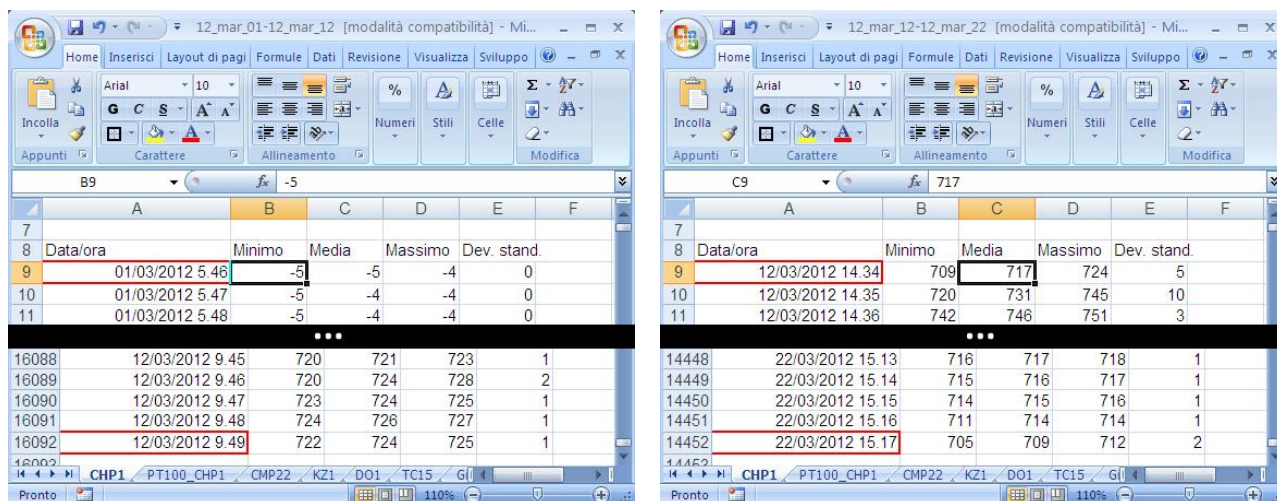 12_mar_01-12_mar_12 [modalità compatibilità] - Mi...
Home Inserisci Layout di pagi Formule Dati Revisione Visualizza Sviluppo
Arial 10
Incolla
G C S A A
A
%
Numeri Stili Celle
Σ
Appunti Carattere Allineamento Modifica
B9 fx -5
A B C D E F
7
8 Data/ora Minimo Media Massimo Dev. stand.
9 01/03/2012 5.46 -5 -5 -4 0
10 01/03/2012 5.47 -5 -4 -4 0
11 01/03/2012 5.48 -5 -4 -4 0
...
16088 12/03/2012 9.45 720 721 723 1
16089 12/03/2012 9.46 720 724 728 2
16090 12/03/2012 9.47 723 724 725 1
16091 12/03/2012 9.48 724 726 727 1
16092 12/03/2012 9.49 722 724 725 1
16093
CHP1 PT100_CHP1 CMP22 KZ1 DO1 TC15
Pronto 110%
12_mar_12-12_mar_22 [modalità compatibilità] - Mi...
Home Inserisci Layout di pagi Formule Dati Revisione Visualizza Sviluppo
Arial 10
Incolla
G C S A A
A
%
Numeri Stili Celle
Σ
Appunti Carattere Allineamento Modifica
C9 fx 717
A B C D E F
7
8 Data/ora Minimo Media Massimo Dev. stand.
9 12/03/2012 14.34 709 717 724 5
10 12/03/2012 14.35 720 731 745 10
11 12/03/2012 14.36 742 746 751 3
...
14448 22/03/2012 15.13 716 717 718 1
14449 22/03/2012 15.14 715 716 717 1
14450 22/03/2012 15.15 714 715 716 1
14451 22/03/2012 15.16 711 714 714 1
14452 22/03/2012 15.17 705 709 712 2
14453
CHP1 PT100_CHP1 CMP22 KZ1 DO1 TC15
Pronto 110%